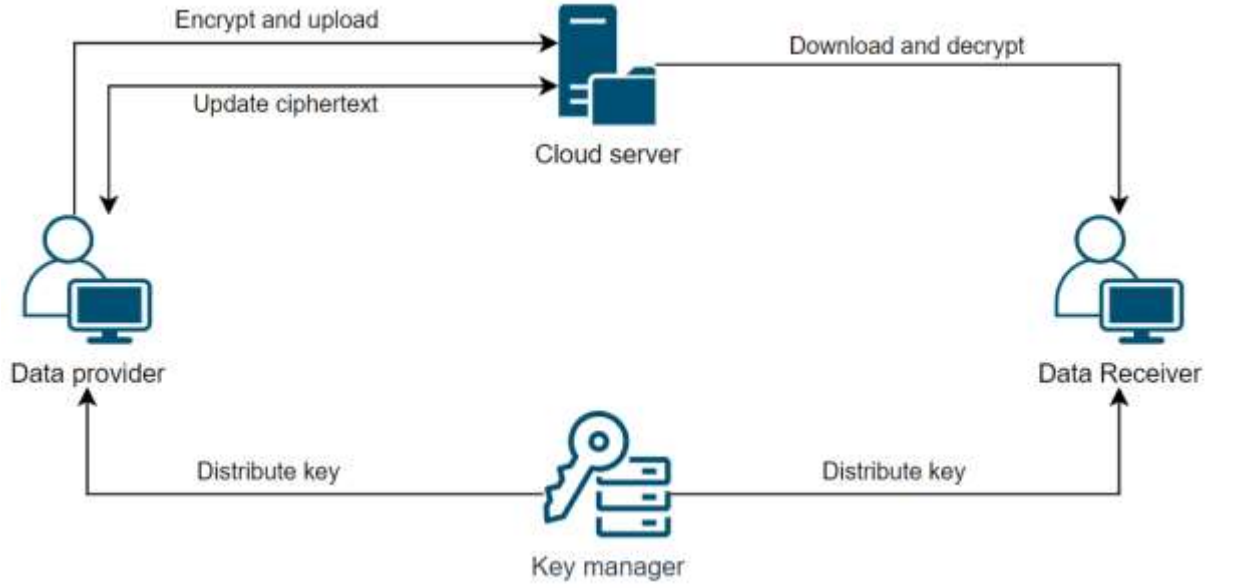 Encrypt and upload
Download and decrypt
Update ciphertext
Cloud server
Data provider
Data Receiver
Distribute key
Distribute key
Key manager